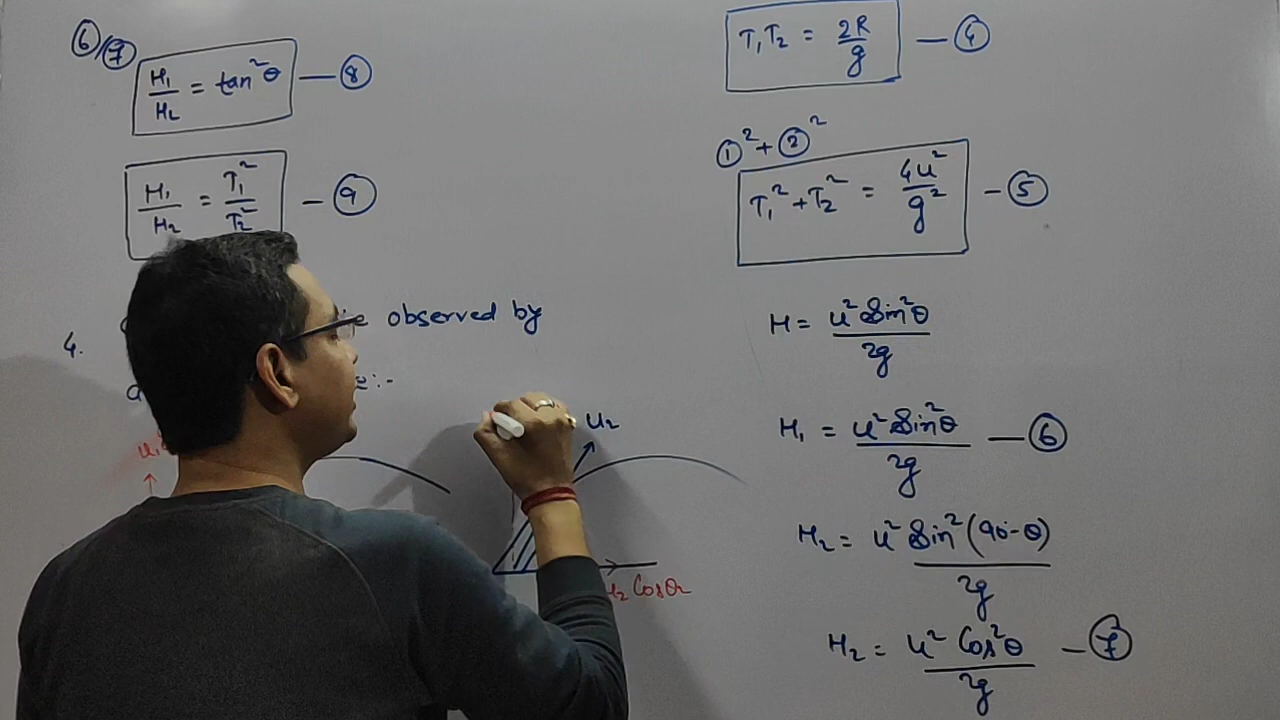 ⑥/⑦
H₁/H₂ = tan²θ — ⑧
H₁/H₂ = T₁²/T₂² — ⑨
4. observed by
:-
u₂
u₂ Cosθ₂
T₁T₂ = 2R/g — ④
①² + ②²
T₁² + T₂² = 4u²/g² — ⑤
H = u² Sin²θ/2g
H₁ = u² Sin²θ/2g — ⑥
H₂ = u² Sin²(90-θ)/2g
H₂ = u² Cos²θ/2g — ⑦